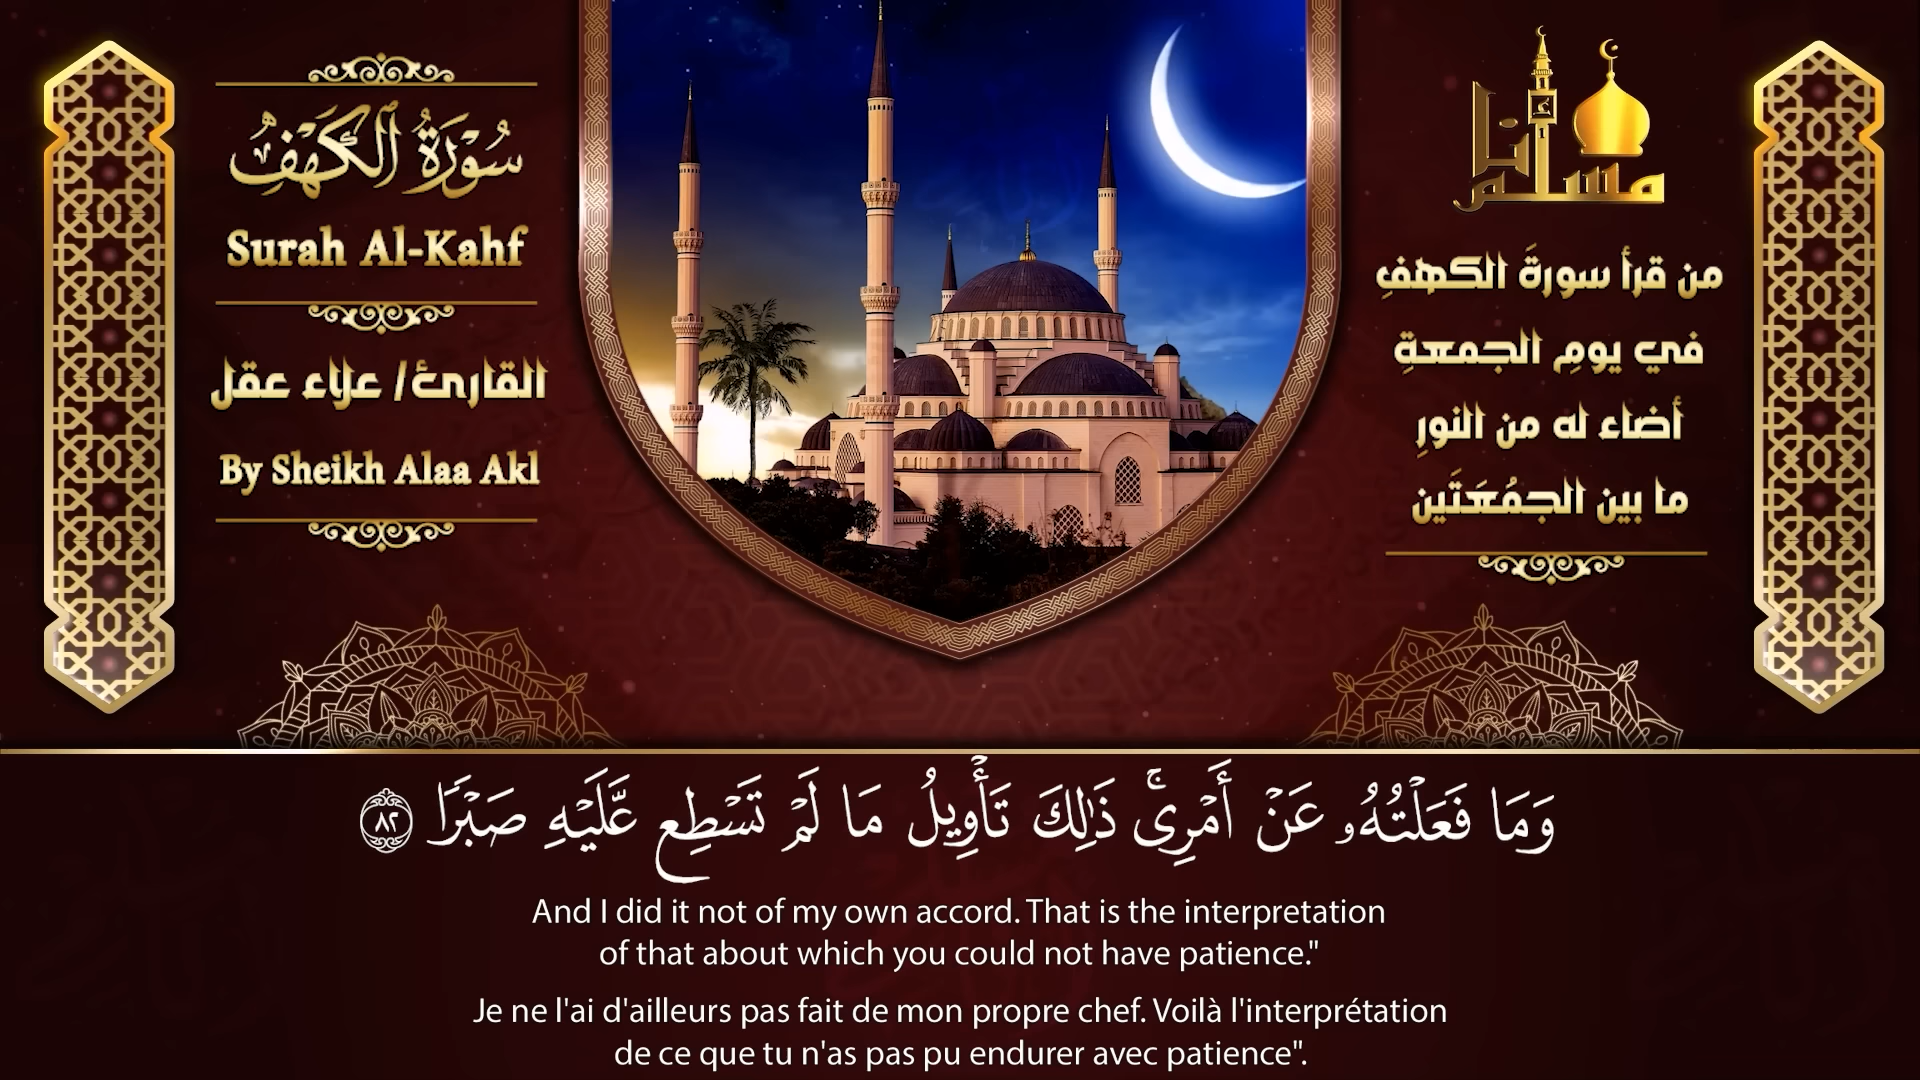 سُورَةُ الكَهْفِ
Surah Al-Kahf
القارئ/ علاء عقل
By Sheikh Alaa Akl
أنا مسلم
من قرأ سورةَ الكهفِ
في يومِ الجمعةِ
أضاء له من النورِ
ما بين الجمُعَتَين
وَمَا فَعَلْتُهُۥ عَنْ أَمْرِىۚ ذَٰلِكَ تَأْوِيلُ مَا لَمْ تَسْطِع عَّلَيْهِ صَبْرًا ٨٢
And I did it not of my own accord. That is the interpretation
of that about which you could not have patience."
Je ne l'ai d'ailleurs pas fait de mon propre chef. Voilà l'interprétation
de ce que tu n'as pas pu endurer avec patience".